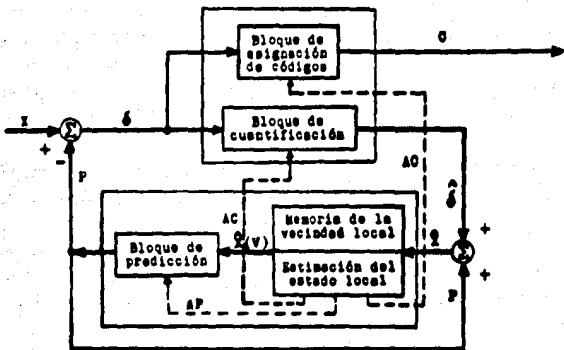 Bloque de
asignación
de códigos
C
X
Σ
+
-
é
Bloque de
cuantificación
AC
ê
P
AC
Memoria de la
vecindad local
Ŷ(V)
Ŷ
+
Σ
+
Bloque de
predicción
Estimación del
estado local
AP
P